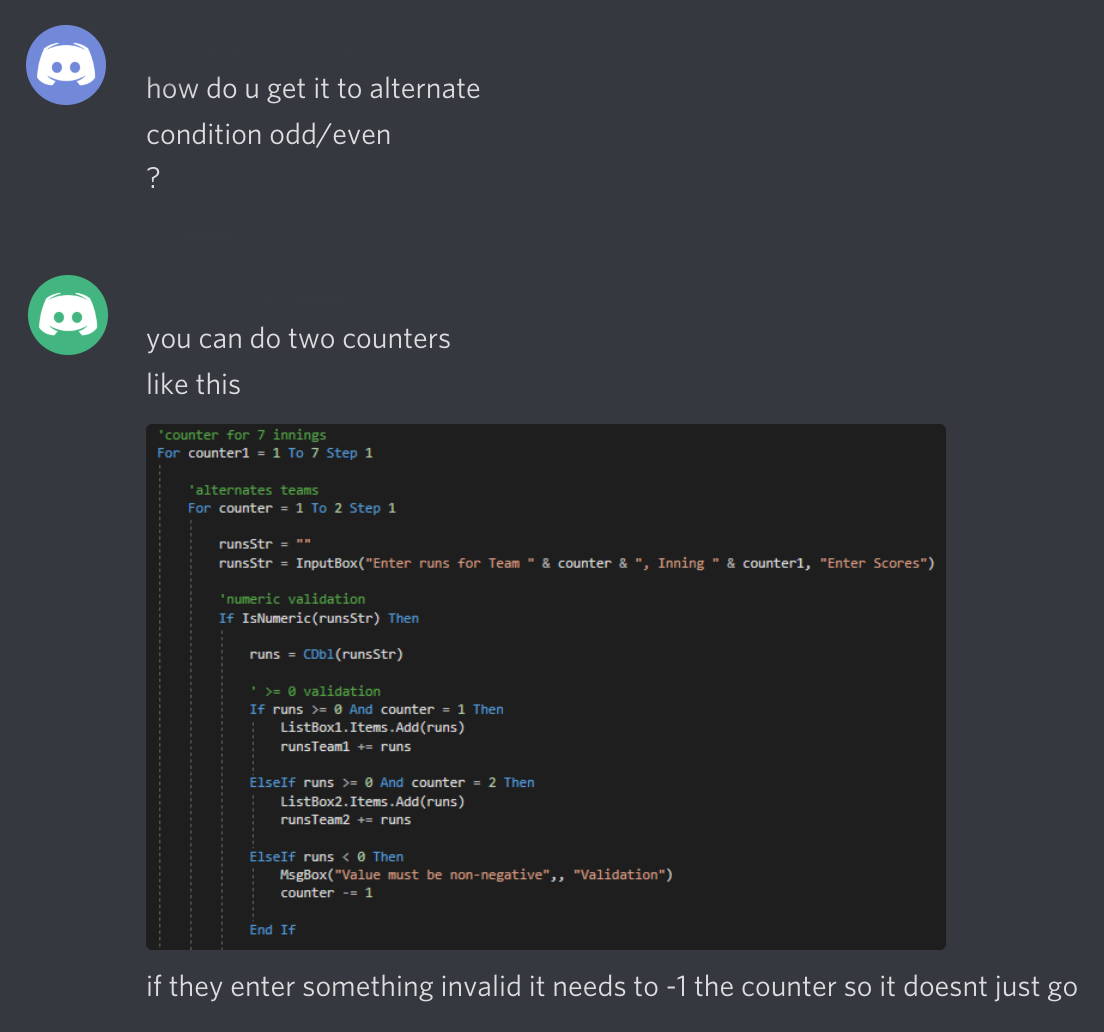 how do u get it to alternate
condition odd/even
?
you can do two counters
like this
'counter for 7 innings
For counter1 = 1 To 7 Step 1
'alternates teams
For counter = 1 To 2 Step 1
runsStr = ""
runsStr = InputBox("Enter runs for Team " & counter & ", Inning " & counter1, "Enter Scores")
'numeric validation
If IsNumeric(runsStr) Then
runs = CDbl(runsStr)
' >= 0 validation
If runs >= 0 And counter = 1 Then
ListBox1.Items.Add(runs)
runsTeam1 += runs
ElseIf runs >= 0 And counter = 2 Then
ListBox2.Items.Add(runs)
runsTeam2 += runs
ElseIf runs < 0 Then
MsgBox("Value must be non-negative",, "Validation")
counter -= 1
End If
if they enter something invalid it needs to -1 the counter so it doesnt just go